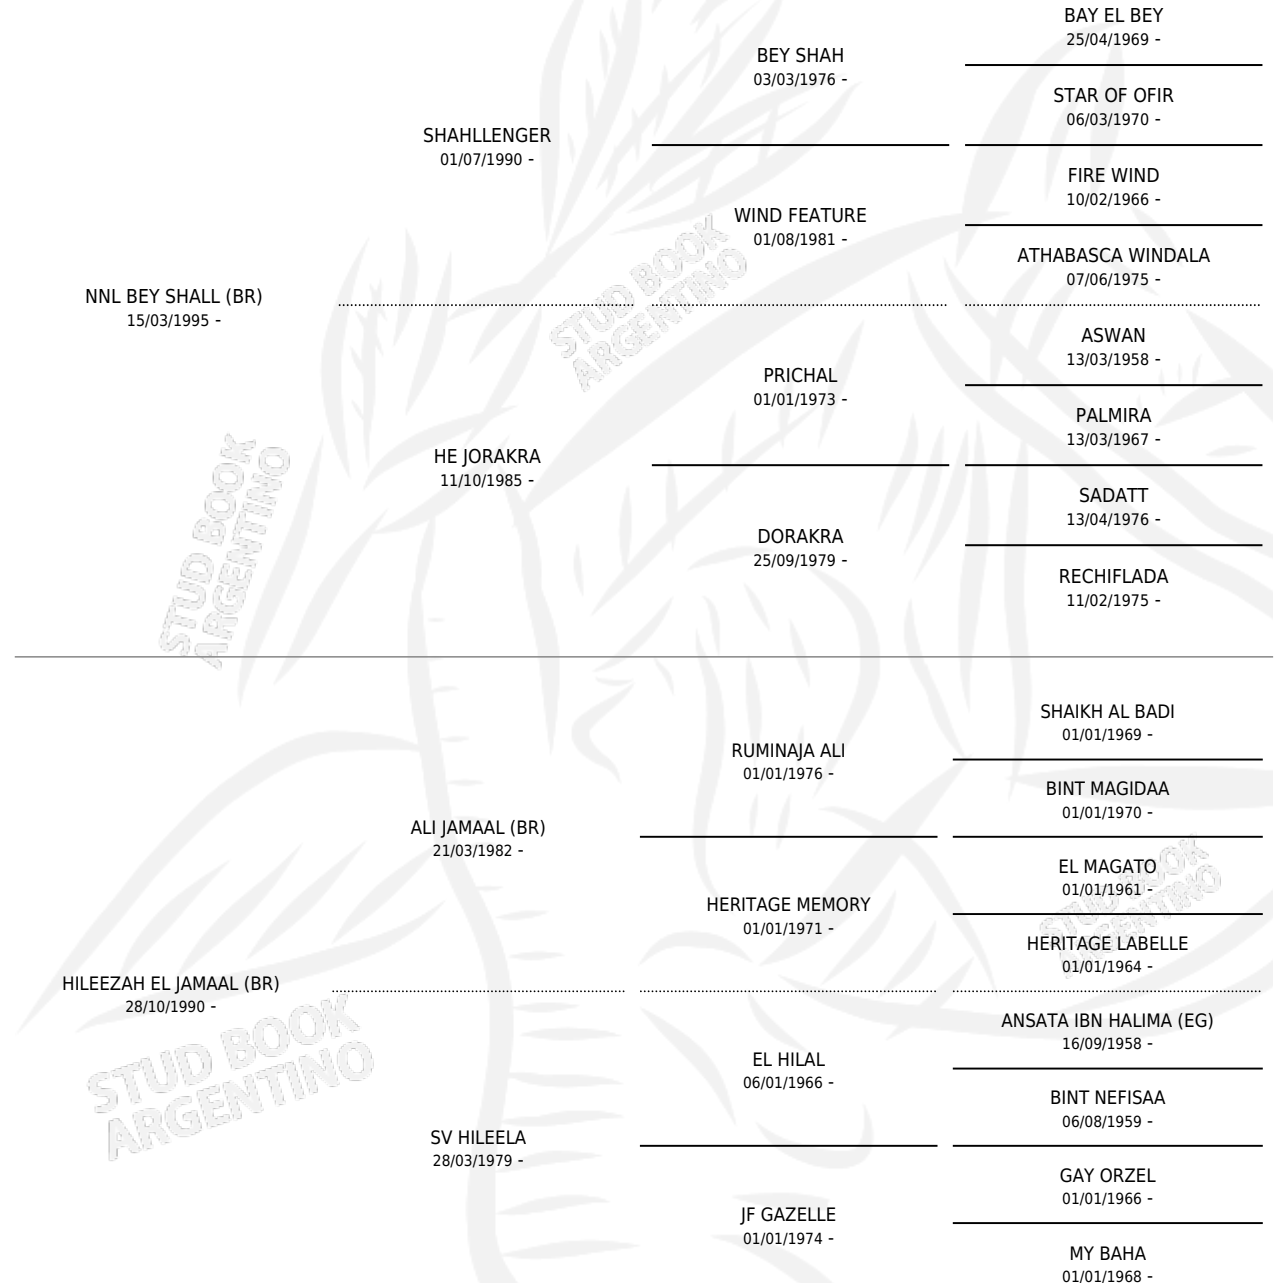 BAY EL BEY
25/04/1969 -
BEY SHAH
03/03/1976 -
STAR OF OFIR
06/03/1970 -
SHAHLLENGER
01/07/1990 -
FIRE WIND
10/02/1966 -
WIND FEATURE
01/08/1981 -
ATHABASCA WINDALA
07/06/1975 -
NNL BEY SHALL (BR)
15/03/1995 -
STUD BOOK
ARGENTINO
ASWAN
13/03/1958 -
PRICHAL
01/01/1973 -
PALMIRA
13/03/1967 -
HE JORAKRA
11/10/1985 -
SADATT
13/04/1976 -
DORAKRA
25/09/1979 -
RECHIFLADA
11/02/1975 -
STUD BOOK
ARGENTINO
SHAIKH AL BADI
01/01/1969 -
RUMINAJA ALI
01/01/1976 -
BINT MAGIDAA
01/01/1970 -
ALI JAMAAL (BR)
21/03/1982 -
EL MAGATO
01/01/1961 -
HERITAGE MEMORY
01/01/1971 -
STUD BOOK
ARGENTINO
HERITAGE LABELLE
01/01/1964 -
HILEEZAH EL JAMAAL (BR)
28/10/1990 -
ANSATA IBN HALIMA (EG)
16/09/1958 -
EL HILAL
06/01/1966 -
BINT NEFISAA
06/08/1959 -
STUD BOOK
ARGENTINO
SV HILEELA
28/03/1979 -
GAY ORZEL
01/01/1966 -
JF GAZELLE
01/01/1974 -
MY BAHA
01/01/1968 -